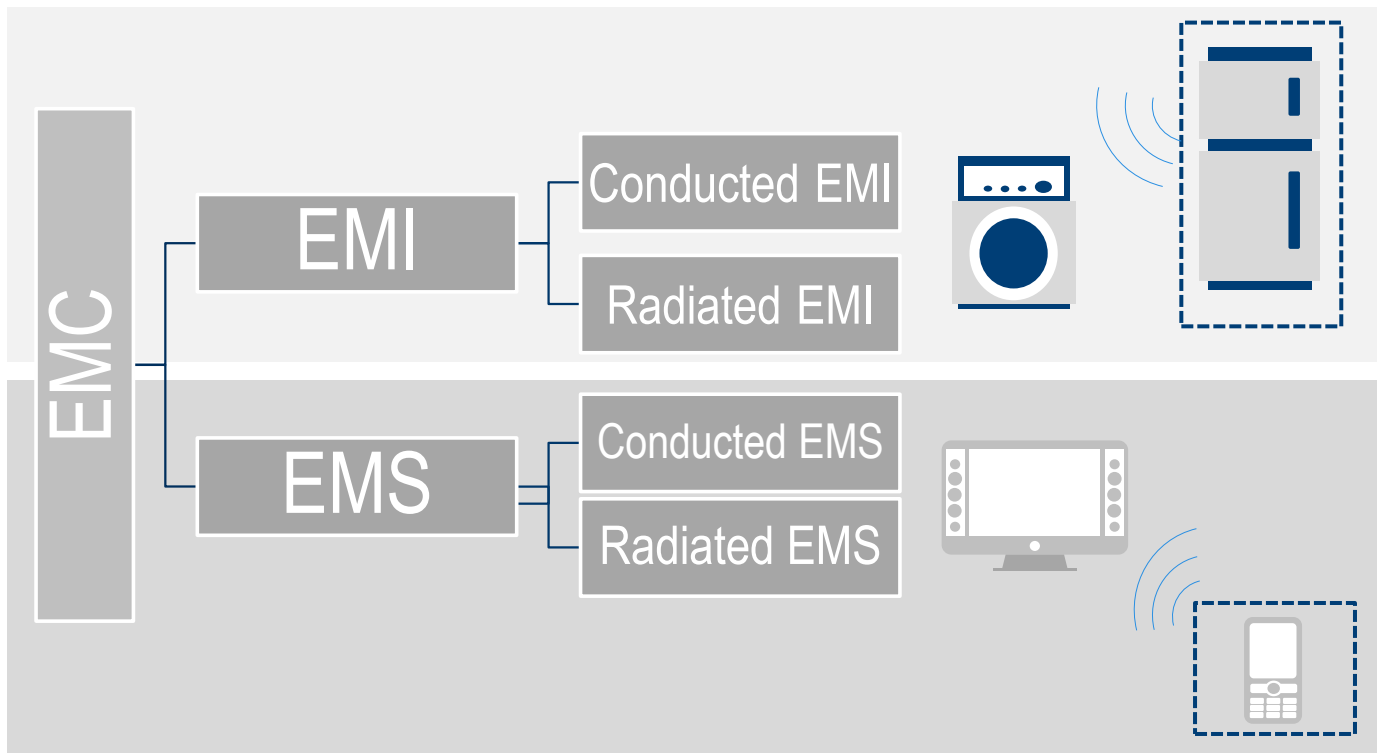 EMC
EMI
Conducted EMI
Radiated EMI
EMS
Conducted EMS
Radiated EMS